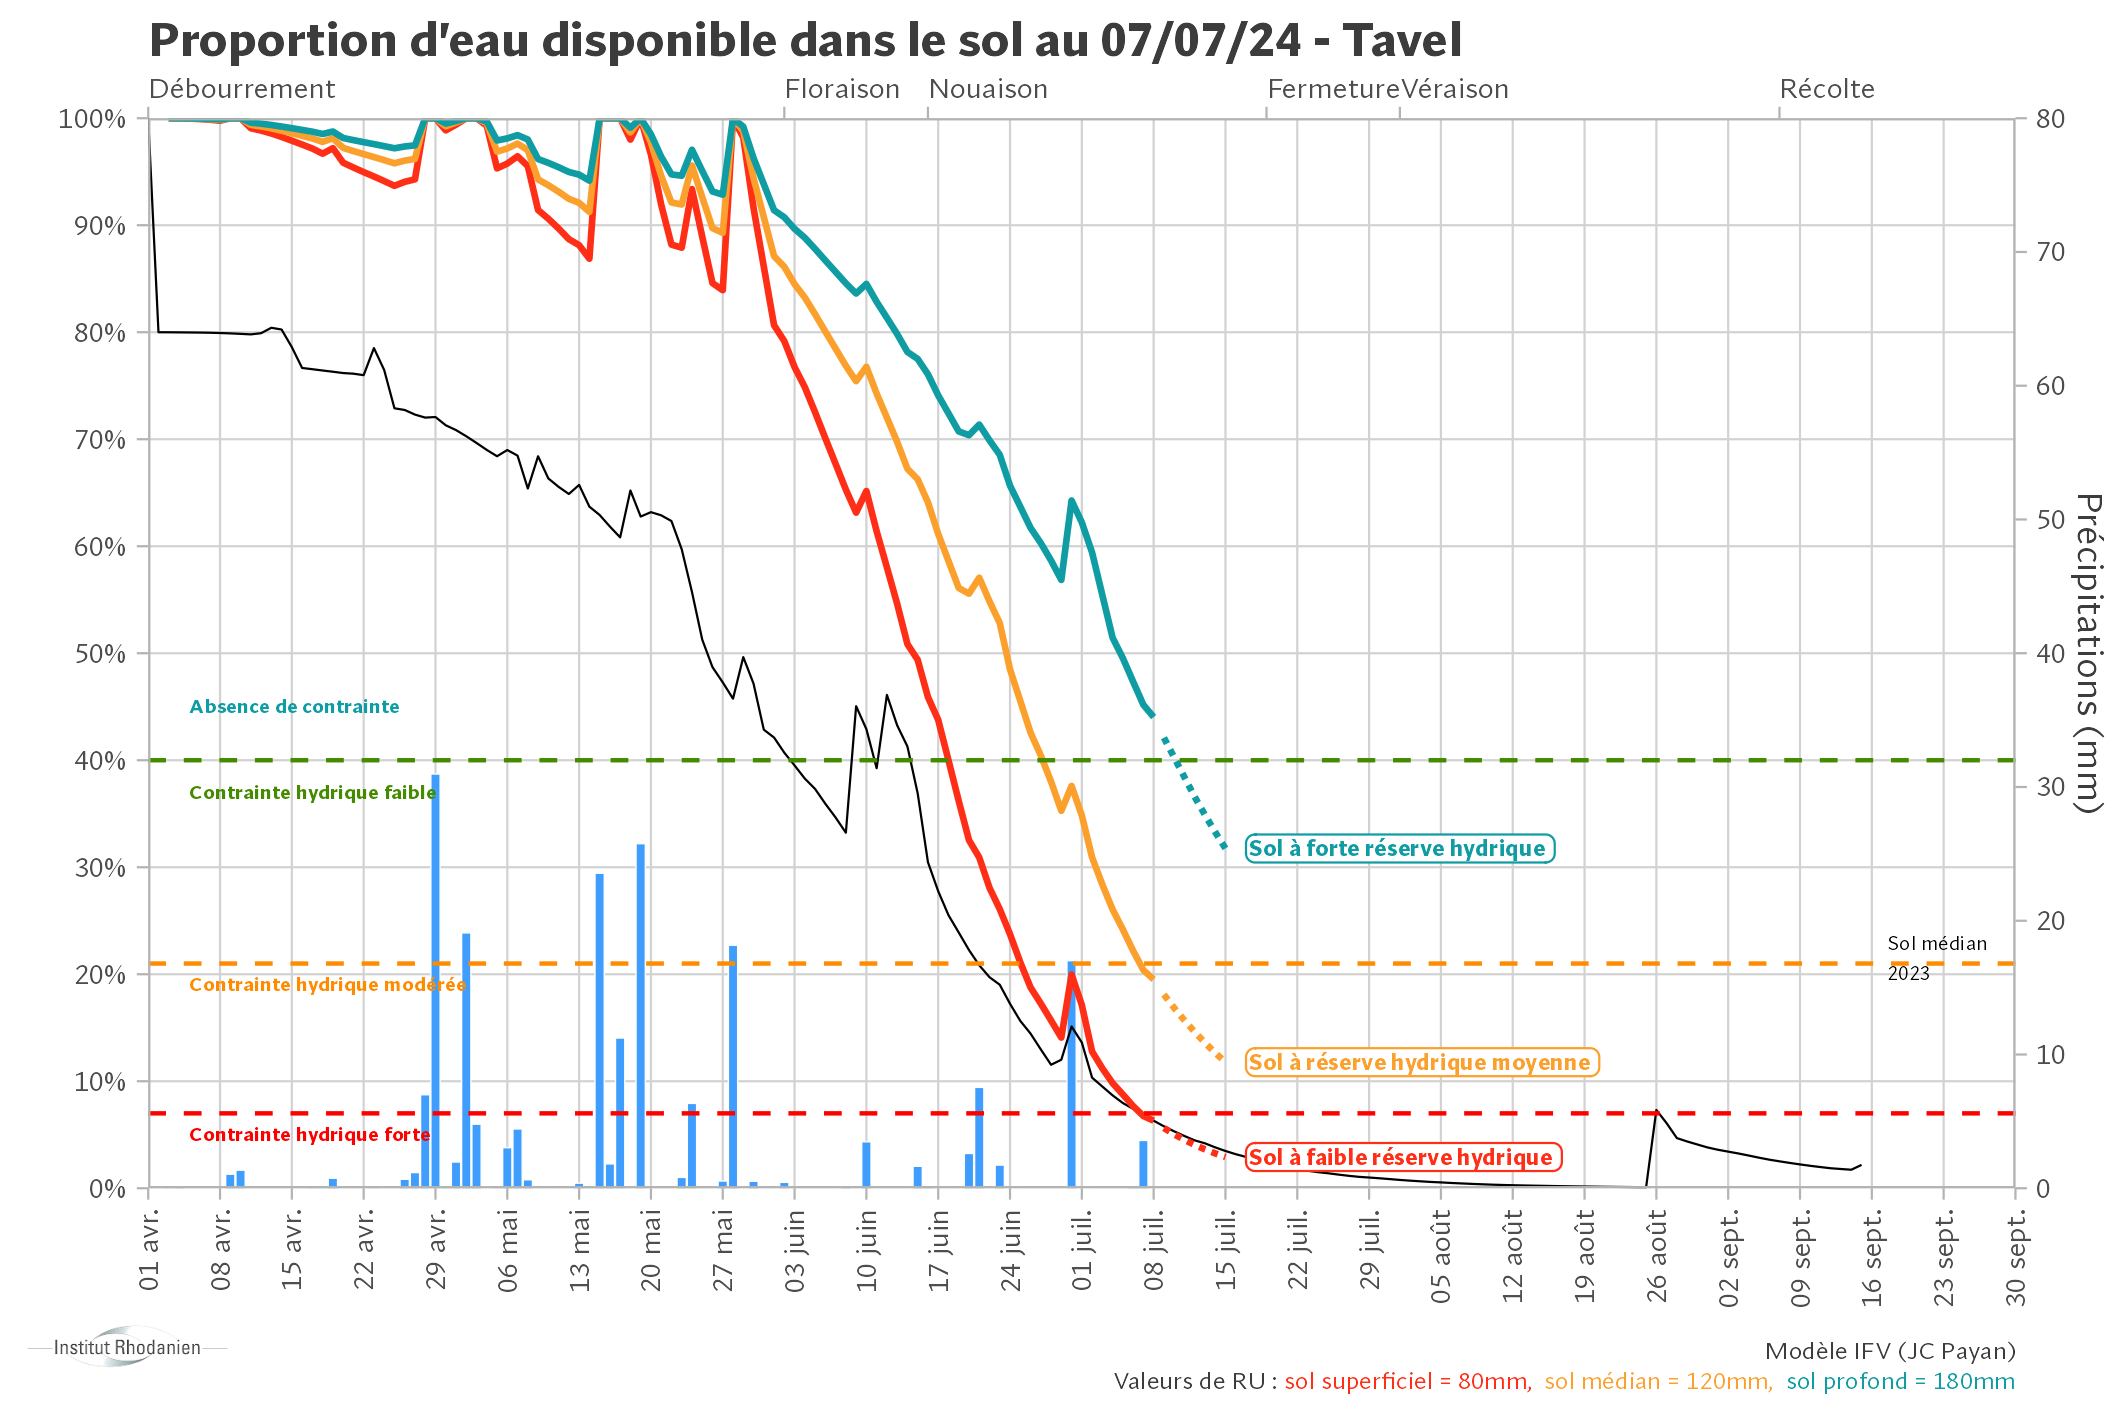 Proportion d'eau disponible dans le sol au 07/07/24 - Tavel
Débourrement Floraison Nouaison Fermeture Véraison Récolte
100% 80
90%
70
80%
60
70%
60% 50
50% 40
Précipitations (mm)
Absence de contrainte
40%
Contrainte hydrique faible
30
Sol à forte réserve hydrique
30%
20
Sol médian
20% 2023
Contrainte hydrique modérée
Sol à réserve hydrique moyenne
10
10%
Contrainte hydrique forte
Sol à faible réserve hydrique
0% 0
01 avr.
08 avr.
15 avr.
22 avr.
29 avr.
06 mai
13 mai
20 mai
27 mai
03 juin
10 juin
17 juin
24 juin
01 juil.
08 juil.
15 juil.
22 juil.
29 juil.
05 août
12 août
19 août
26 août
02 sept.
09 sept.
16 sept.
23 sept.
30 sept.
Institut Rhodanien
Modèle IFV (JC Payan)
Valeurs de RU : sol superficiel = 80mm, sol médian = 120mm, sol profond = 180mm